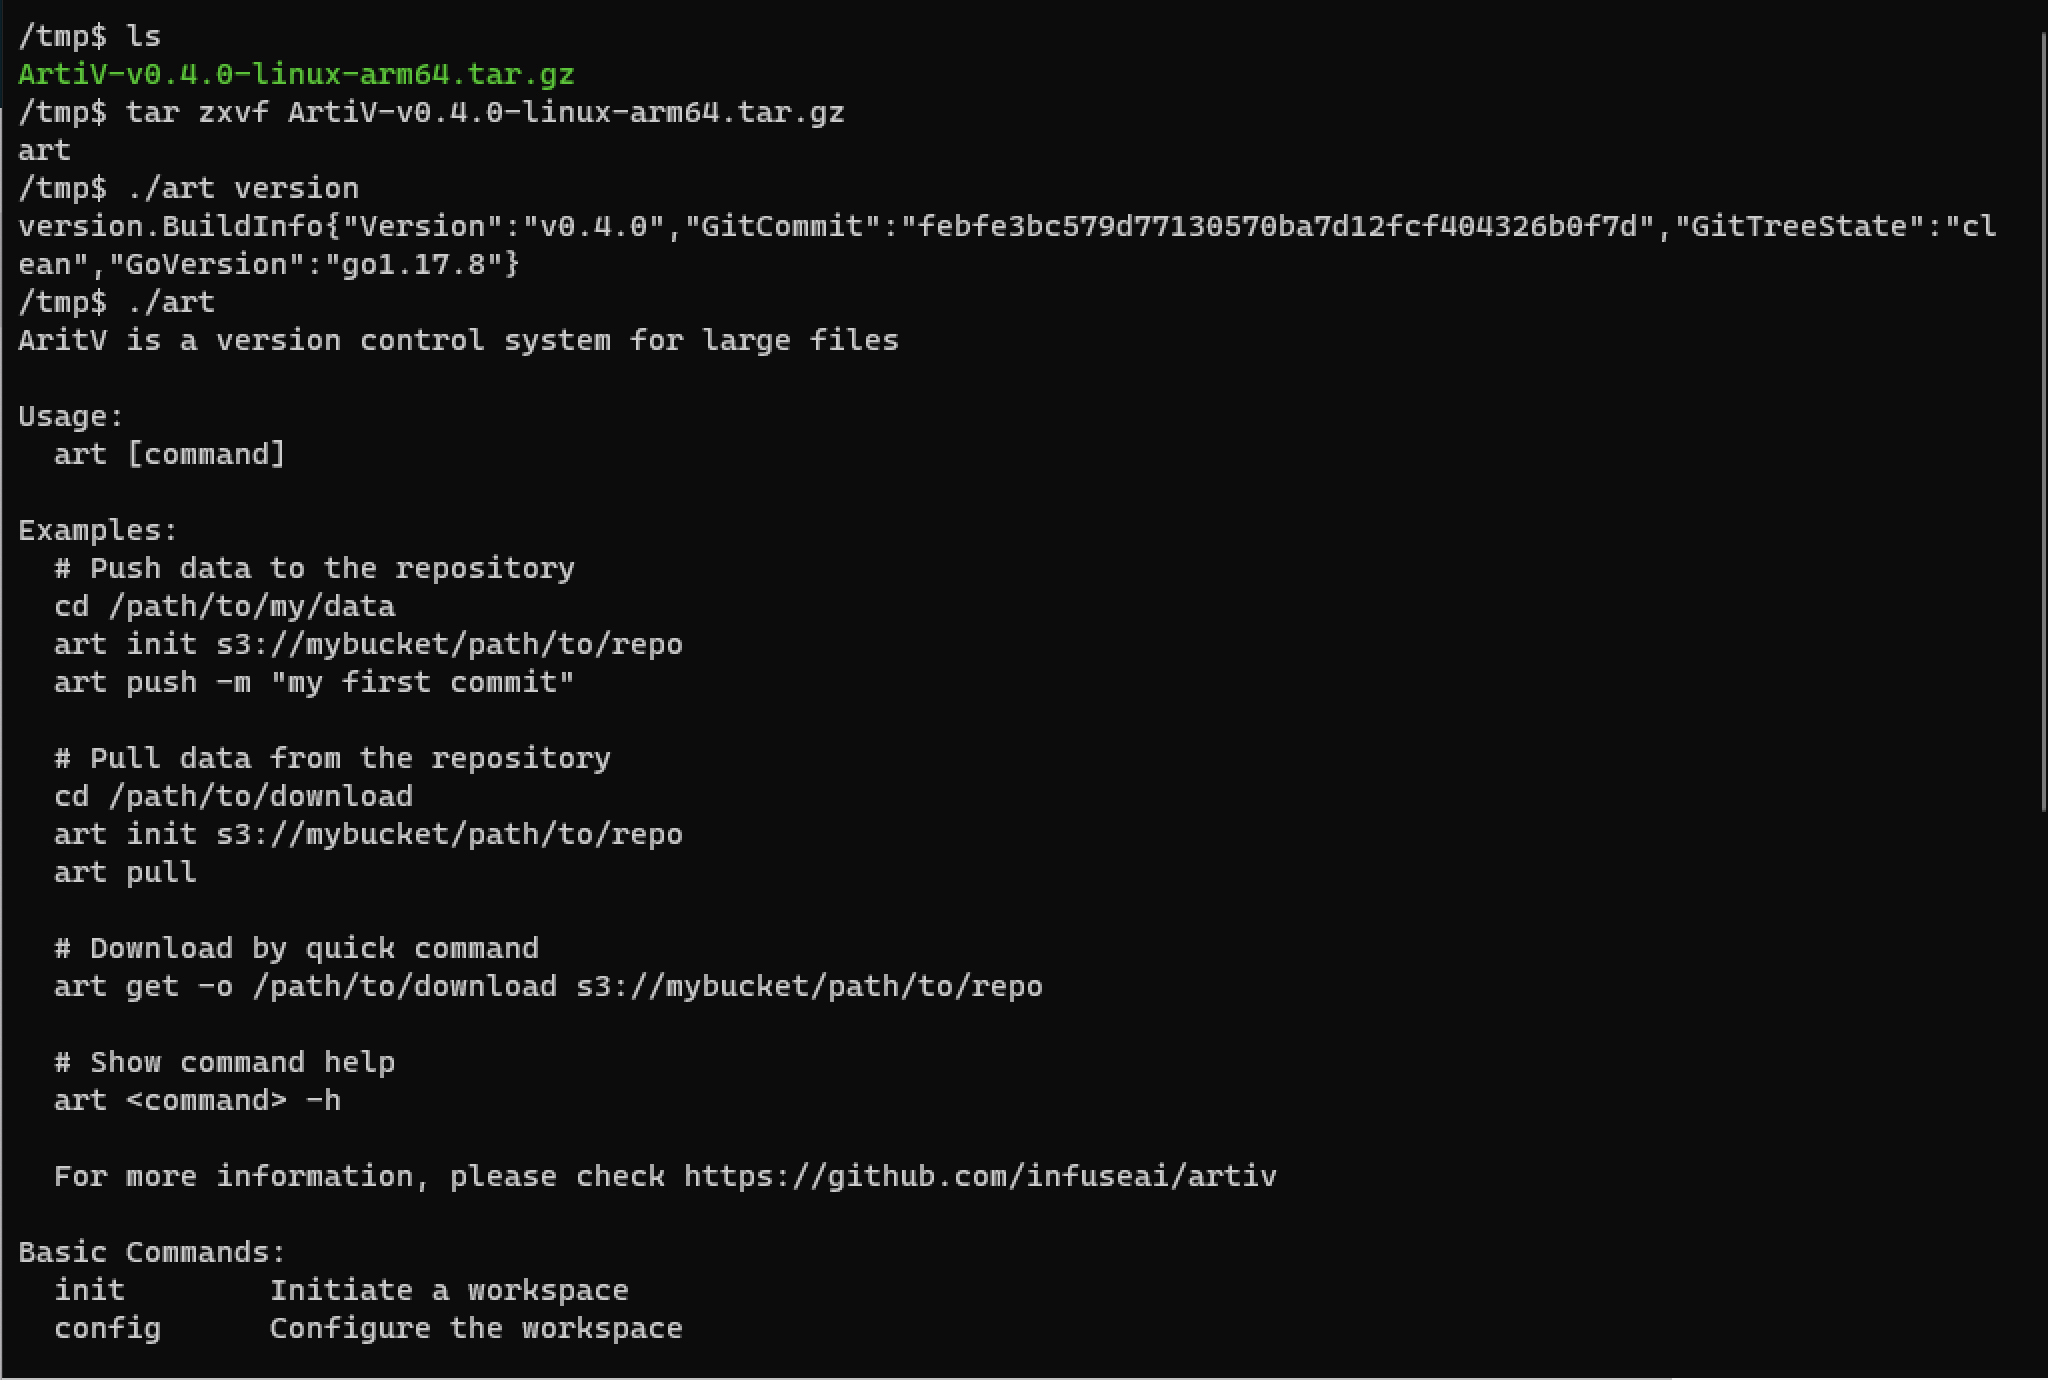 /tmp$ ls
ArtiV-v0.4.0-linux-arm64.tar.gz
/tmp$ tar zxvf ArtiV-v0.4.0-linux-arm64.tar.gz
art
/tmp$ ./art version
version.BuildInfo{"Version":"v0.4.0","GitCommit":"febfe3bc579d77130570ba7d12fcf404326b0f7d","GitTreeState":"cl
ean","GoVersion":"go1.17.8"}
/tmp$ ./art
AritV is a version control system for large files

Usage:
  art [command]

Examples:
  # Push data to the repository
  cd /path/to/my/data
  art init s3://mybucket/path/to/repo
  art push -m "my first commit"

  # Pull data from the repository
  cd /path/to/download
  art init s3://mybucket/path/to/repo
  art pull

  # Download by quick command
  art get -o /path/to/download s3://mybucket/path/to/repo

  # Show command help
  art <command> -h

  For more information, please check https://github.com/infuseai/artiv

Basic Commands:
  init        Initiate a workspace
  config      Configure the workspace